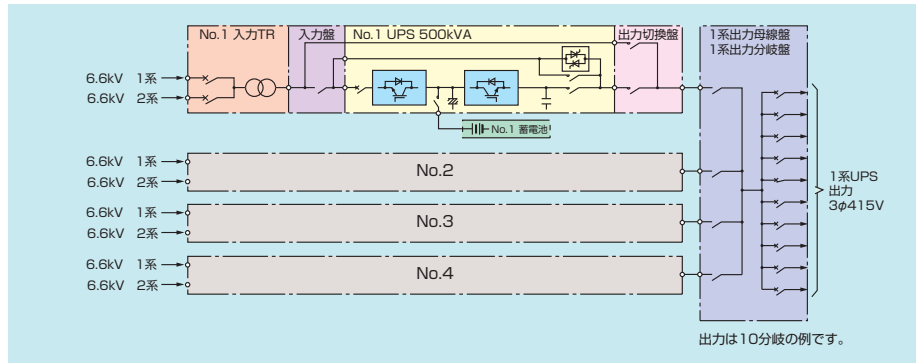 No.1 入力TR
入力盤
No.1 UPS 500kVA
出力切換盤
1系出力母線盤
1系出力分岐盤
6.6kV 1系
6.6kV 2系
No.1 蓄電池
6.6kV 1系
6.6kV 2系
No.2
6.6kV 1系
6.6kV 2系
No.3
6.6kV 1系
6.6kV 2系
No.4
1系UPS
出力
3φ415V
出力は10分岐の例です。